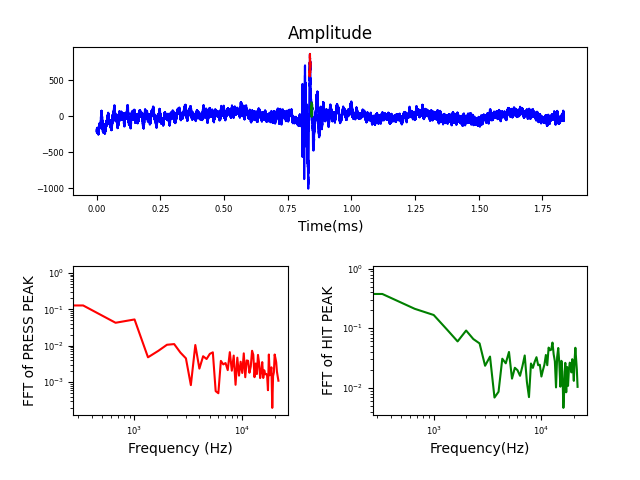 Amplitude
500
0
−500
−1000
0.00 0.25 0.50 0.75 1.00 1.25 1.50 1.75
Time(ms)
FFT of PRESS PEAK
10⁰
10⁻¹
10⁻²
10⁻³
10³ 10⁴
Frequency (Hz)
FFT of HIT PEAK
10⁰
10⁻¹
10⁻²
10³ 10⁴
Frequency(Hz)